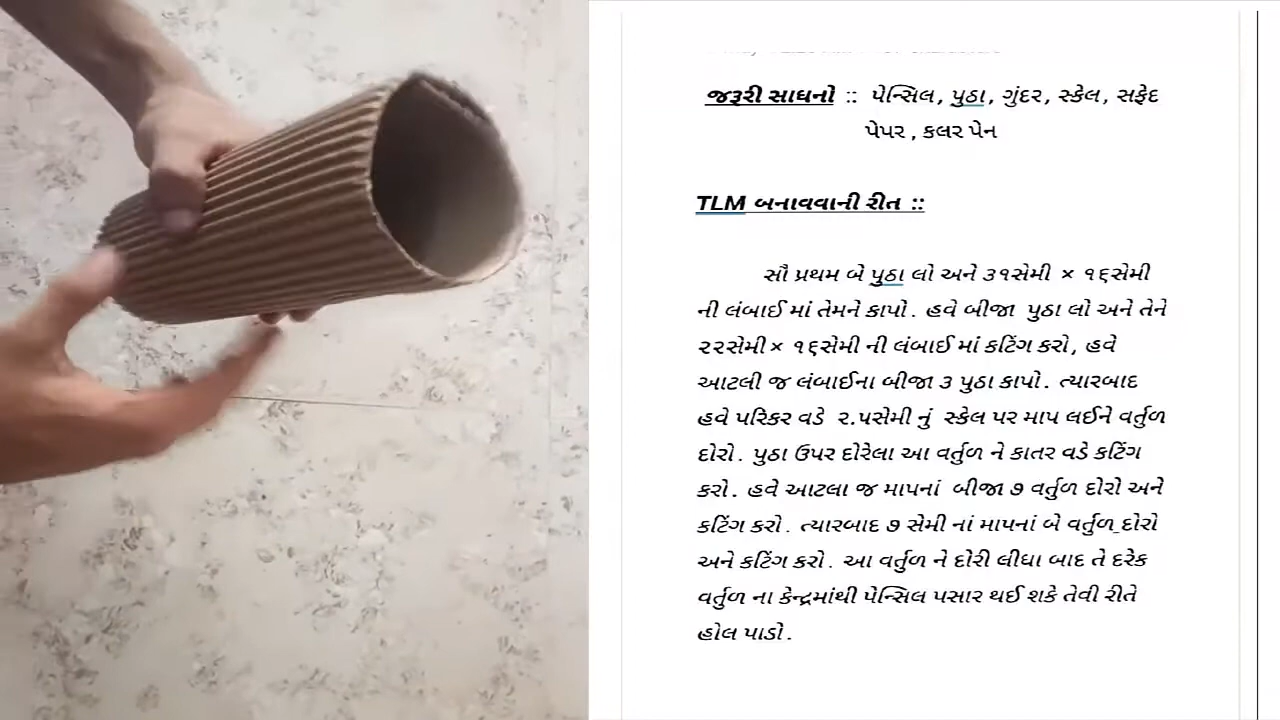 જરૂરી સાધનો :: પેન્સિલ, પુઠા, ગુંદર, સ્કેલ, સફેદ
પેપર , કલર પેન
TLM બનાવવાની રીત ::
સૌ પ્રથમ બે પુઠા લો અને ૩૧સેમી × ૧૬સેમી
ની લંબાઈ માં તેમને કાપો. હવે બીજા પુઠા લો અને તેને
૨૨સેમી× ૧૬સેમી ની લંબાઈ માં કટિંગ કરો, હવે
આટલી જ લંબાઈના બીજા ૩ પુઠા કાપો. ત્યારબાદ
હવે પરિકર વડે ૨.૫સેમી નું સ્કેલ પર માપ લઈને વર્તુળ
દોરો. પુઠા ઉપર દોરેલા આ વર્તુળ ને કાતર વડે કટિંગ
કરો. હવે આટલા જ માપનાં બીજા ૭ વર્તુળ દોરો અને
કટિંગ કરો. ત્યારબાદ ૭ સેમી નાં માપનાં બે વર્તુળ દોરો
અને કટિંગ કરો. આ વર્તુળ ને દોરી લીધા બાદ તે દરેક
વર્તુળ ના કેન્દ્રમાંથી પેન્સિલ પસાર થઈ શકે તેવી રીતે
હોલ પાડો.